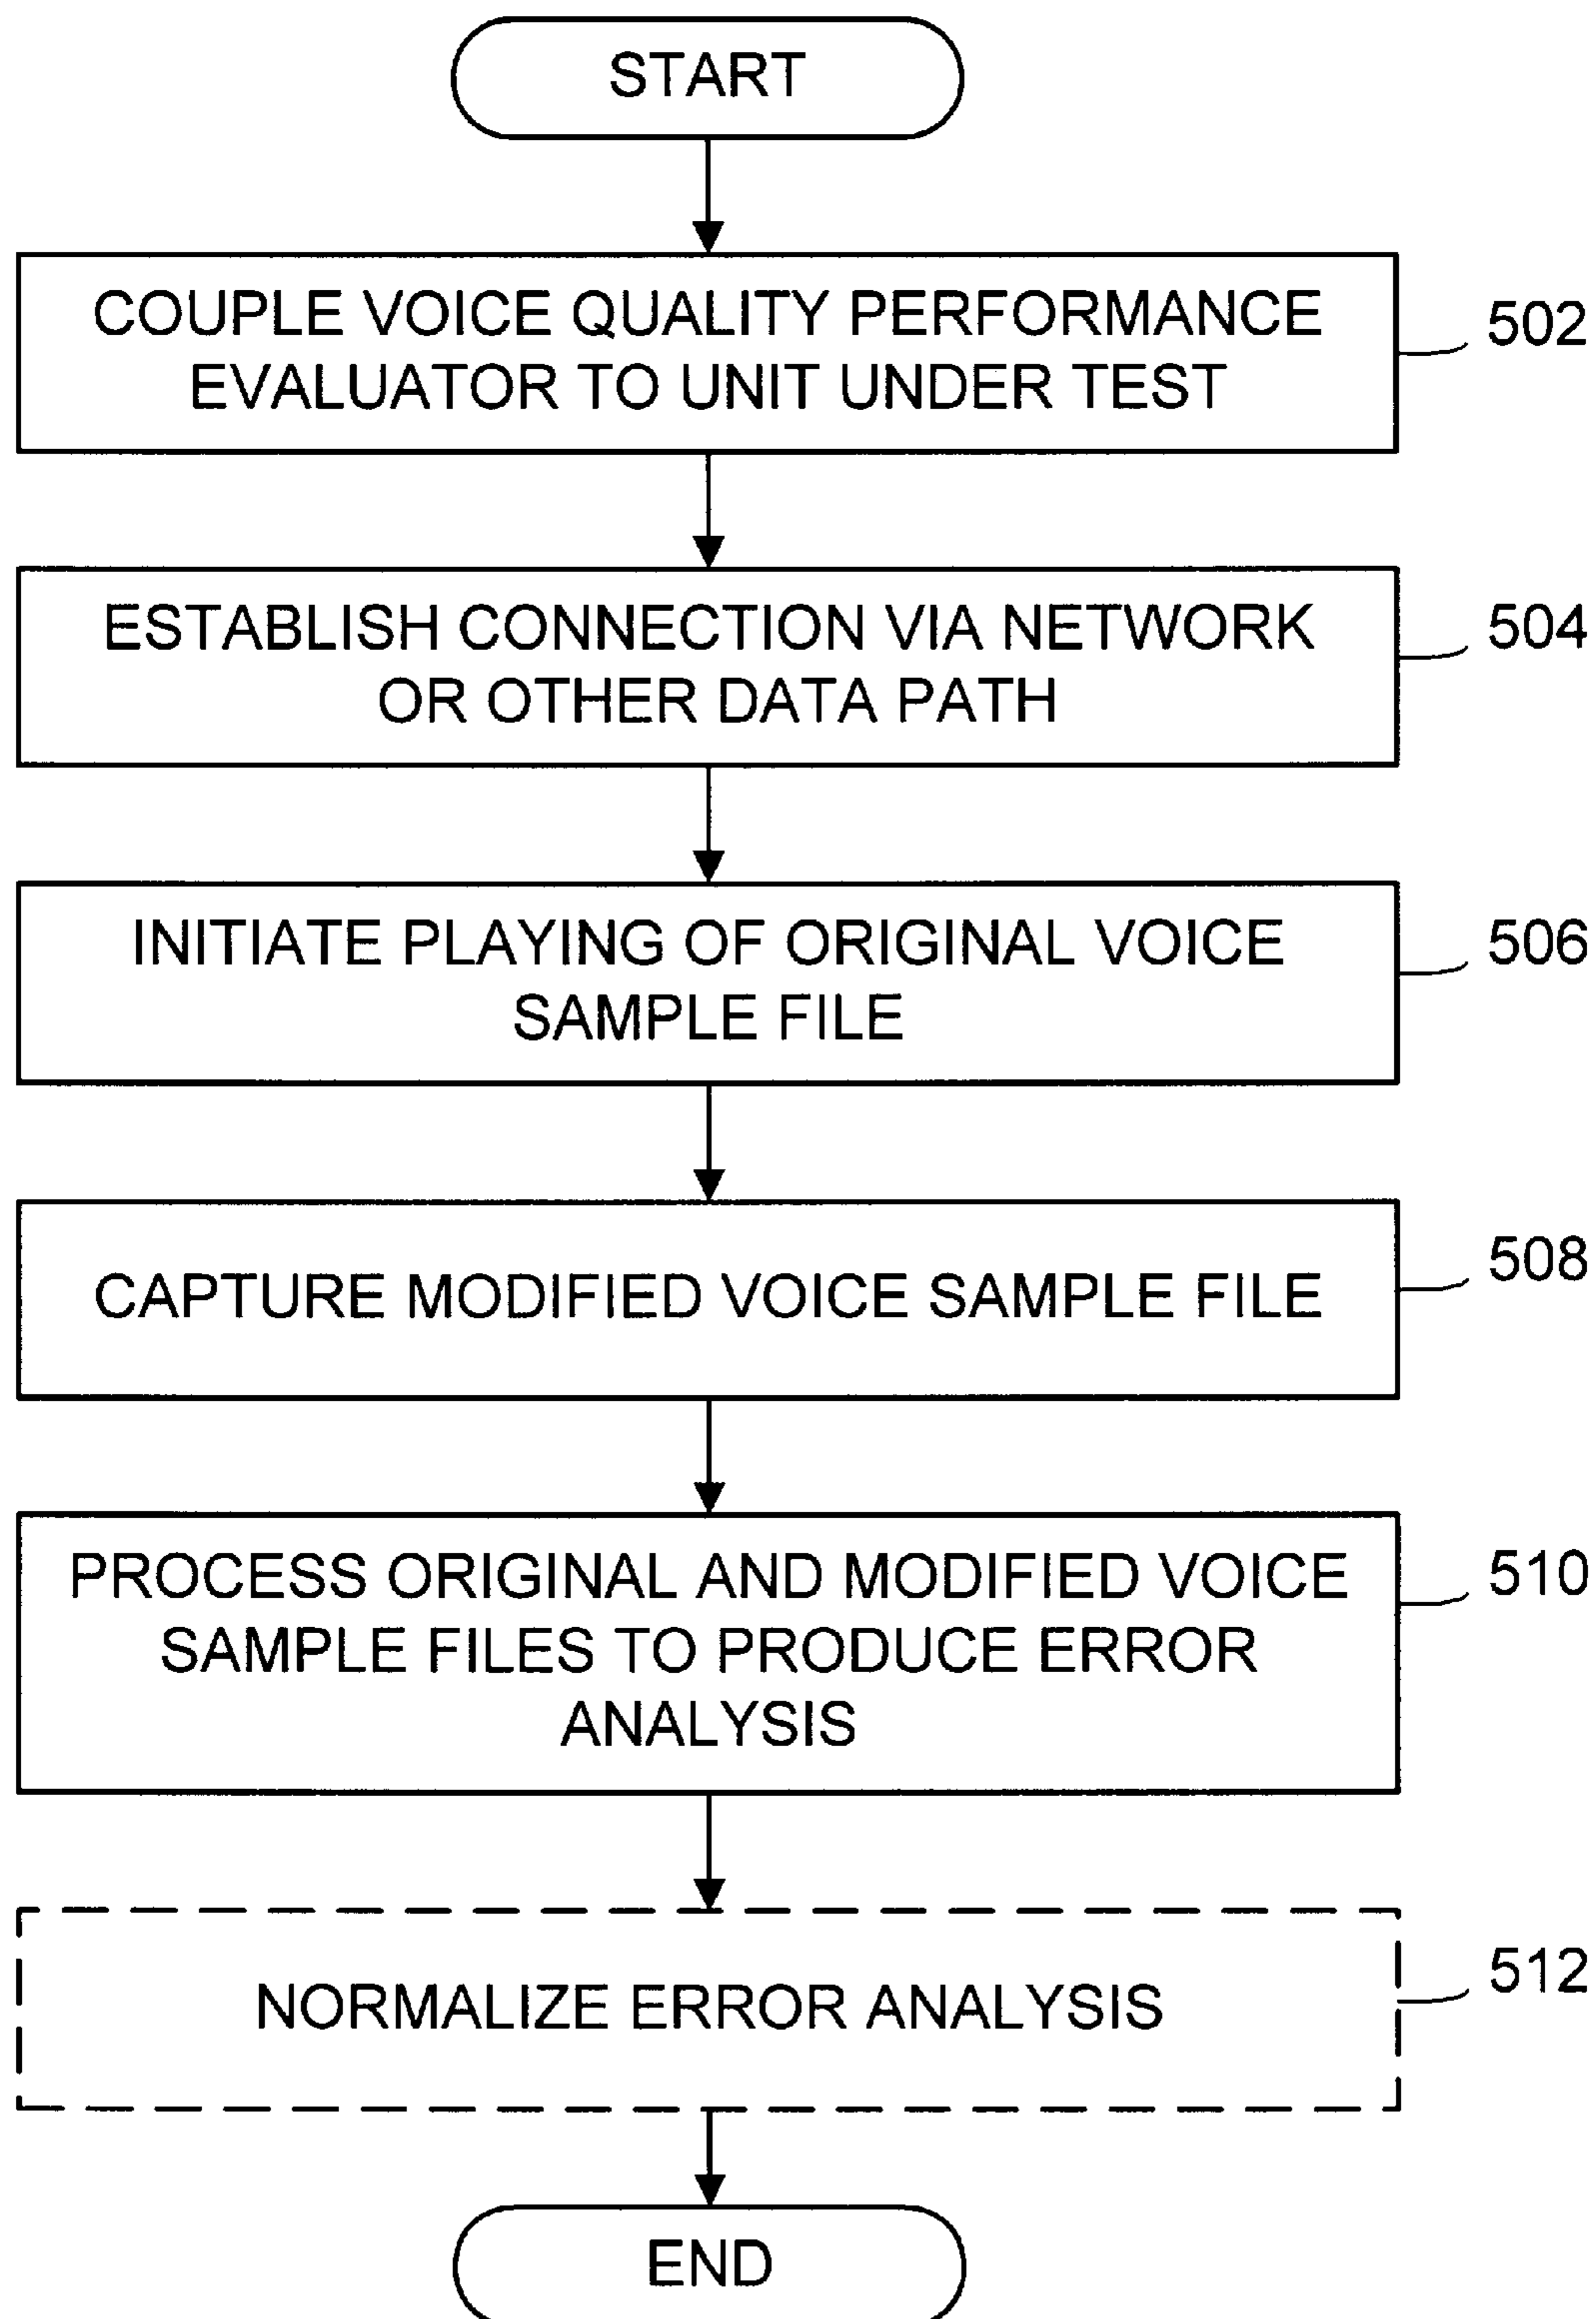 START
COUPLE VOICE QUALITY PERFORMANCE
EVALUATOR TO UNIT UNDER TEST
502
ESTABLISH CONNECTION VIA NETWORK
OR OTHER DATA PATH
504
INITIATE PLAYING OF ORIGINAL VOICE
SAMPLE FILE
506
CAPTURE MODIFIED VOICE SAMPLE FILE
508
PROCESS ORIGINAL AND MODIFIED VOICE
SAMPLE FILES TO PRODUCE ERROR
ANALYSIS
510
NORMALIZE ERROR ANALYSIS
512
END